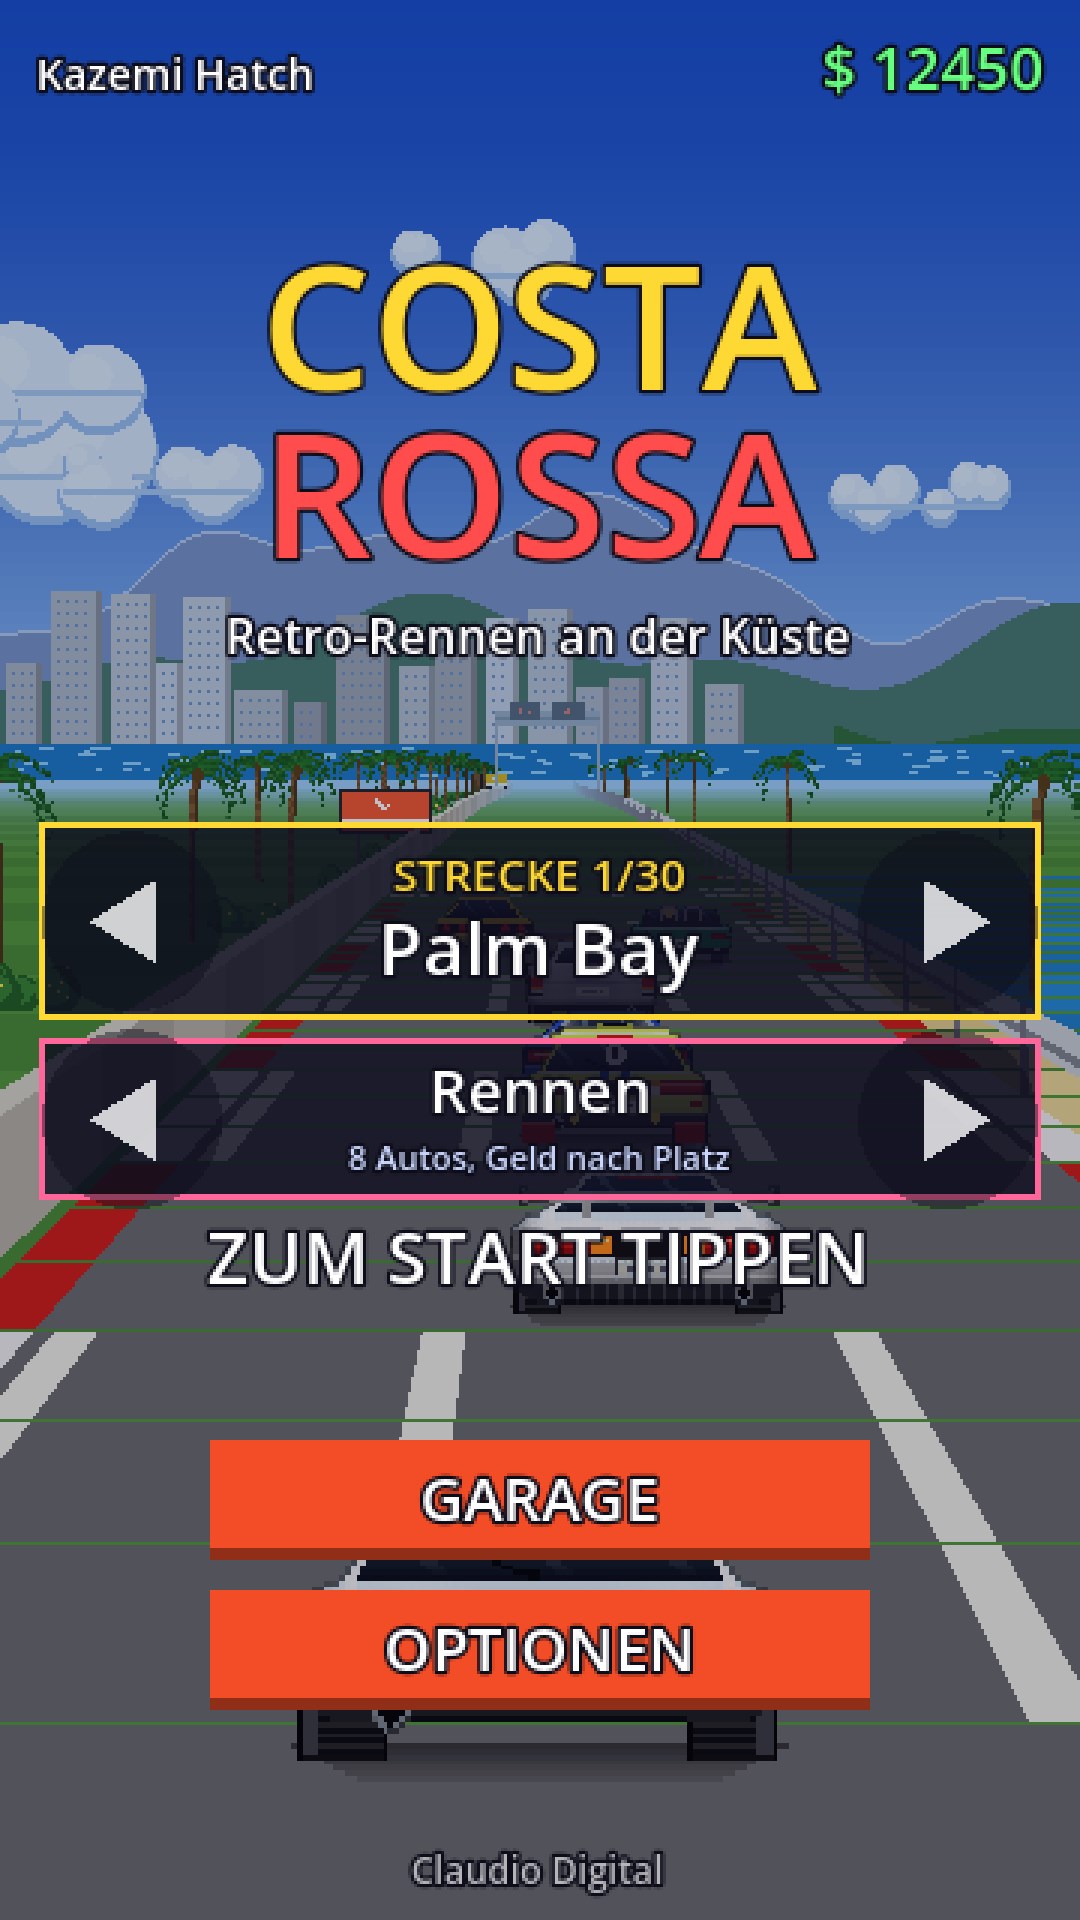 Kazemi Hatch
$ 12450
COSTA
ROSSA
Retro-Rennen an der Küste
STRECKE 1/30
Palm Bay
Rennen
8 Autos, Geld nach Platz
ZUM START TIPPEN
GARAGE
OPTIONEN
Claudio Digital